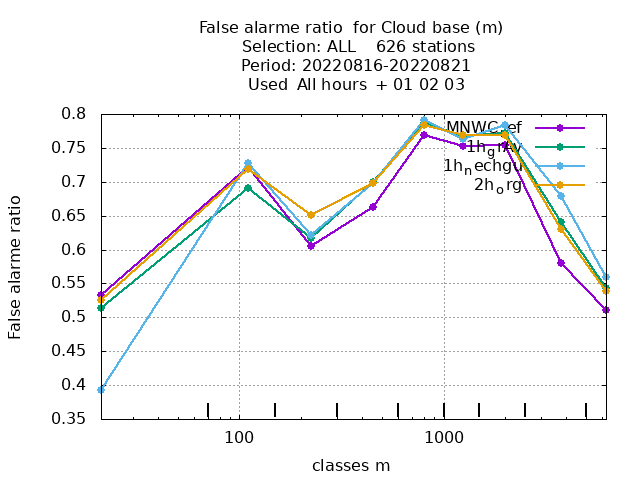 False alarme ratio  for Cloud base (m)
Selection: ALL    626 stations
Period: 20220816-20220821
Used  All hours  + 01 02 03
0.8
0.75
0.7
0.65
0.6
0.55
0.5
0.45
0.4
0.35
False alarme ratio
1h_nechgu
2h_org
100
1000
classes m